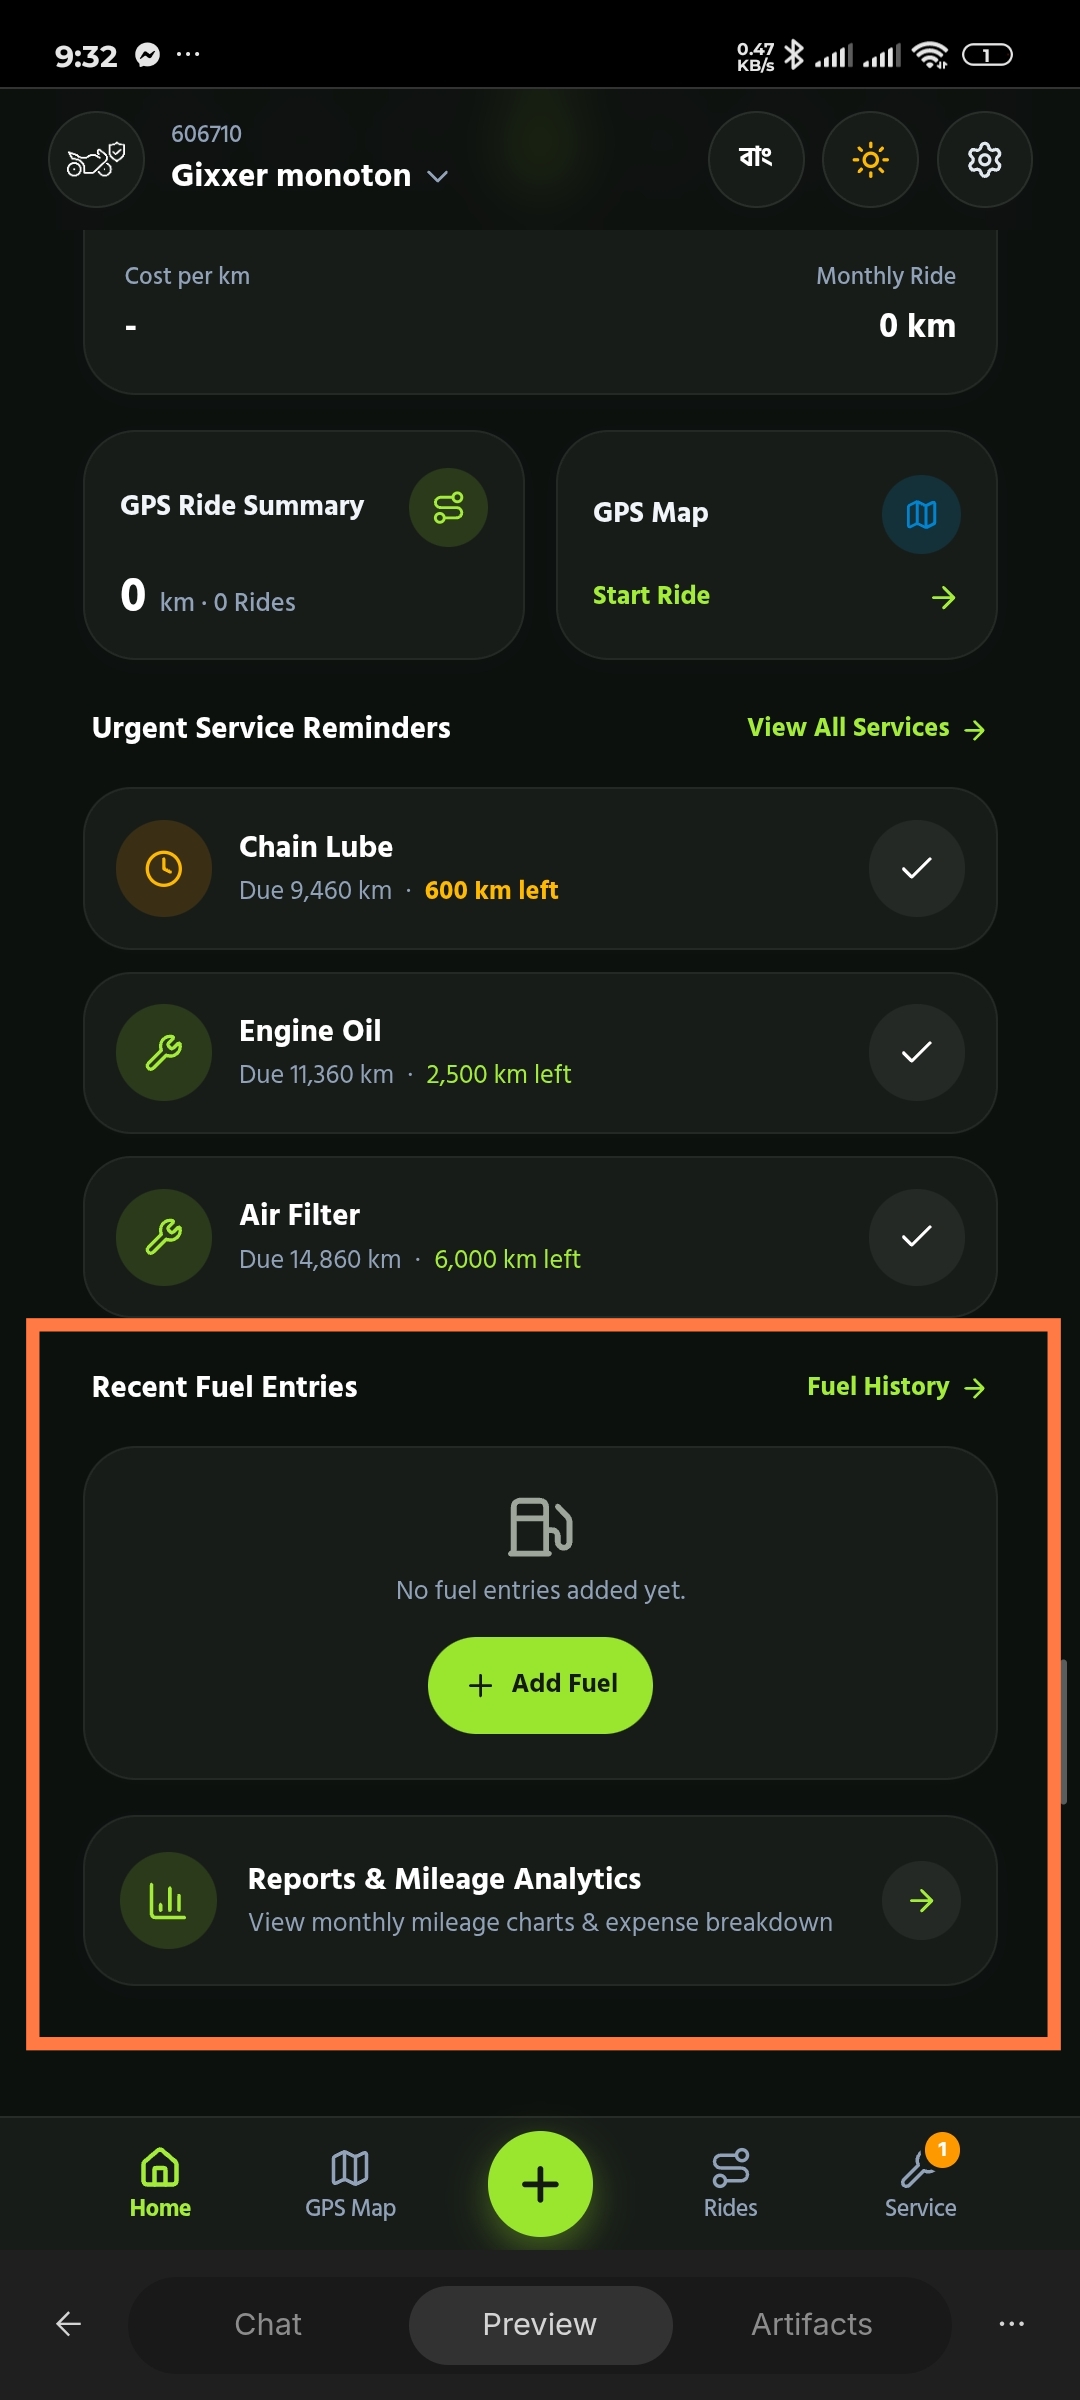 9:32
0.47
KB/s
1
606710
Gixxer monoton
বাং
Cost per km
Monthly Ride
-
0 km
GPS Ride Summary
0 km · 0 Rides
GPS Map
Start Ride
Urgent Service Reminders
View All Services
Chain Lube
Due 9,460 km · 600 km left
Engine Oil
Due 11,360 km · 2,500 km left
Air Filter
Due 14,860 km · 6,000 km left
Recent Fuel Entries
Fuel History
No fuel entries added yet.
Add Fuel
Reports & Mileage Analytics
View monthly mileage charts & expense breakdown
1
Home
GPS Map
Rides
Service
Chat
Preview
Artifacts